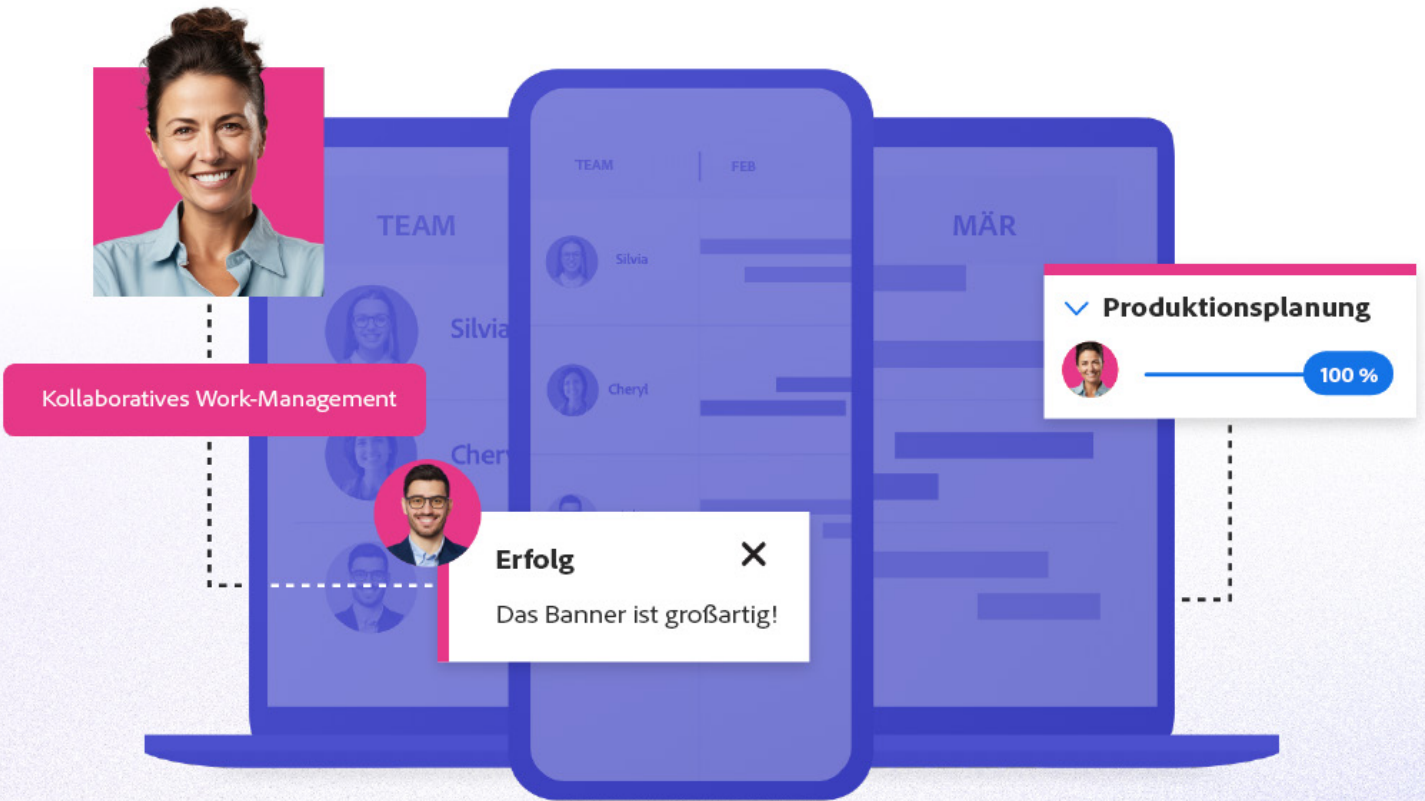 TEAM
FEB
MÄR
Silvia
Silvia
Cheryl
Kollaboratives Work-Management
Produktionsplanung
100 %
TEAM
Erfolg
Das Banner ist großartig!